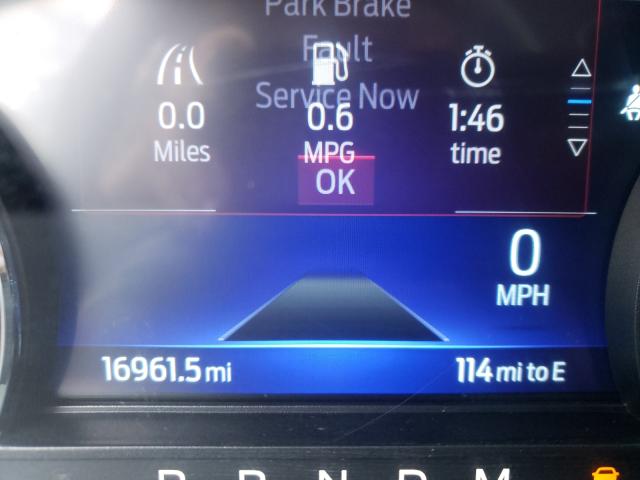 Park Brake
Fault
Service Now
0.0 0.6 1:46
Miles MPG time
OK
0
MPH
16961.5 mi 114 mi to E
P R N D M